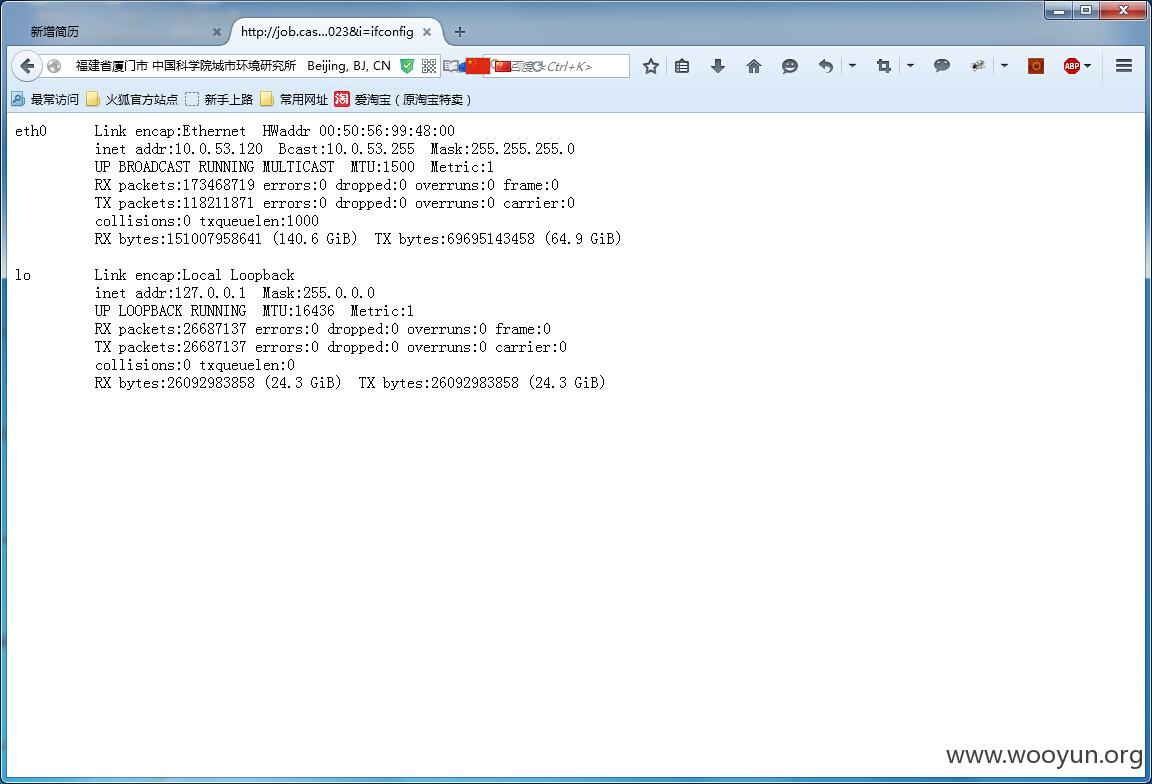 新增简历
http://job.cas...023&i=ifconfig
福建省厦门市 中国科学院城市环境研究所 Beijing, BJ, CN
百度 <Ctrl+K>
ABP
最常访问 火狐官方站点 新手上路 常用网址 淘 爱淘宝（原淘宝特卖）
eth0 Link encap:Ethernet HWaddr 00:50:56:99:48:00
inet addr:10.0.53.120 Bcast:10.0.53.255 Mask:255.255.255.0
UP BROADCAST RUNNING MULTICAST MTU:1500 Metric:1
RX packets:173468719 errors:0 dropped:0 overruns:0 frame:0
TX packets:118211871 errors:0 dropped:0 overruns:0 carrier:0
collisions:0 txqueuelen:1000
RX bytes:151007958641 (140.6 GiB) TX bytes:69695143458 (64.9 GiB)
lo Link encap:Local Loopback
inet addr:127.0.0.1 Mask:255.0.0.0
UP LOOPBACK RUNNING MTU:16436 Metric:1
RX packets:26687137 errors:0 dropped:0 overruns:0 frame:0
TX packets:26687137 errors:0 dropped:0 overruns:0 carrier:0
collisions:0 txqueuelen:0
RX bytes:26092983858 (24.3 GiB) TX bytes:26092983858 (24.3 GiB)
www.wooyun.org